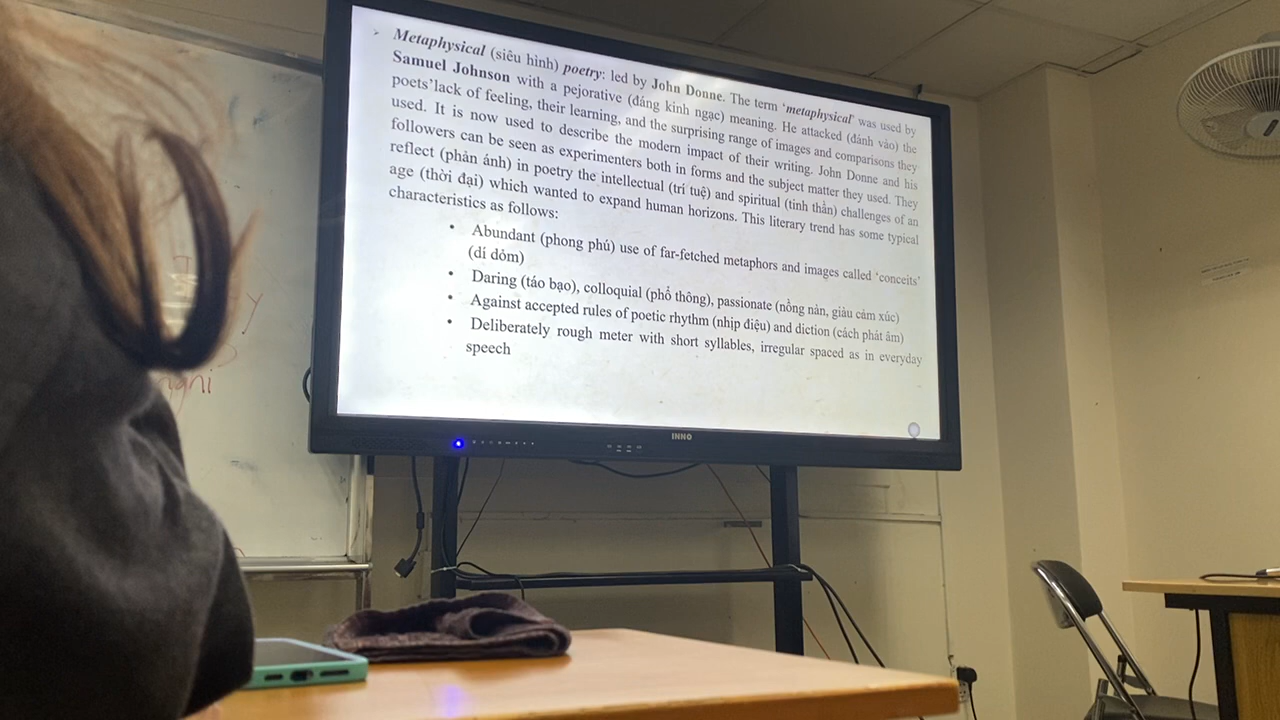 ➢ Metaphysical (siêu hình) poetry: led by John Donne. The term ‘metaphysical’ was used by
Samuel Johnson with a pejorative (đáng kinh ngạc) meaning. He attacked (đánh vào) the
poets’lack of feeling, their learning, and the surprising range of images and comparisons they
used. It is now used to describe the modern impact of their writing. John Donne and his
followers can be seen as experimenters both in forms and the subject matter they used. They
reflect (phản ánh) in poetry the intellectual (trí tuệ) and spiritual (tinh thần) challenges of an
age (thời đại) which wanted to expand human horizons. This literary trend has some typical
characteristics as follows:
• Abundant (phong phú) use of far-fetched metaphors and images called ‘conceits’
(dí dỏm)
• Daring (táo bạo), colloquial (phổ thông), passionate (nồng nàn, giàu cảm xúc)
• Against accepted rules of poetic rhythm (nhịp điệu) and diction (cách phát âm)
• Deliberately rough meter with short syllables, irregular spaced as in everyday
speech
INNO